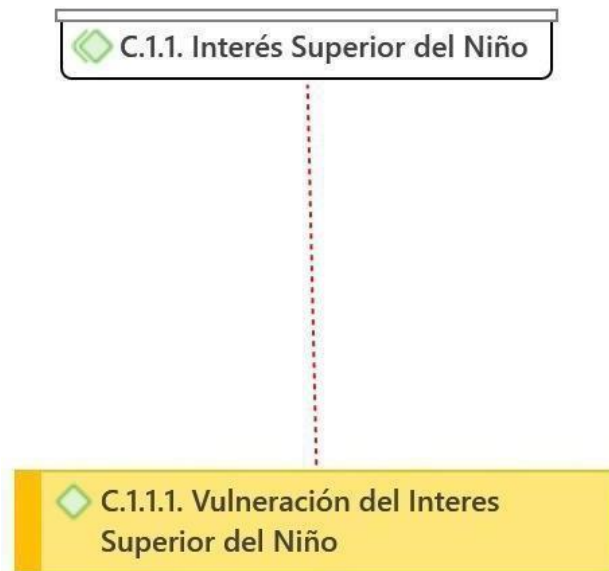 C.1.1. Interés Superior del Niño
C.1.1.1. Vulneración del Interes
Superior del Niño